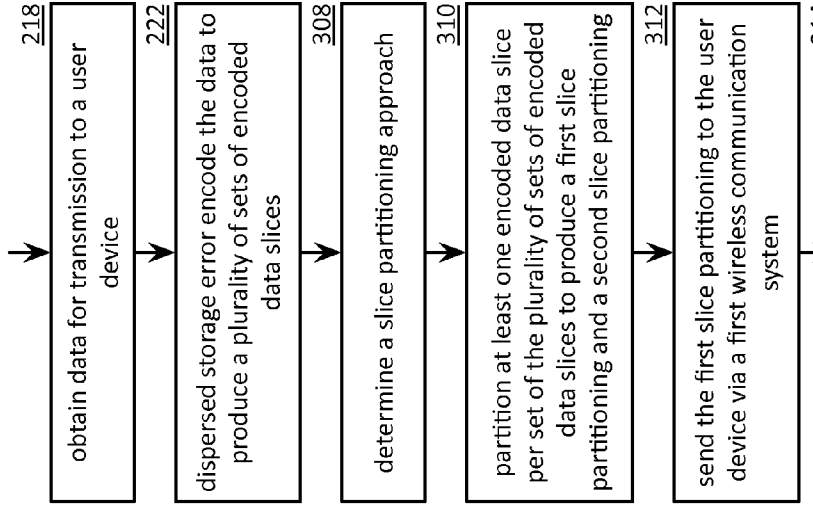 218
obtain data for transmission to a user
device
222
dispersed storage error encode the data to
produce a plurality of sets of encoded
data slices
308
determine a slice partitioning approach
310
partition at least one encoded data slice
per set of the plurality of sets of encoded
data slices to produce a first slice
partitioning and a second slice partitioning
312
send the first slice partitioning to the user
device via a first wireless communication
system